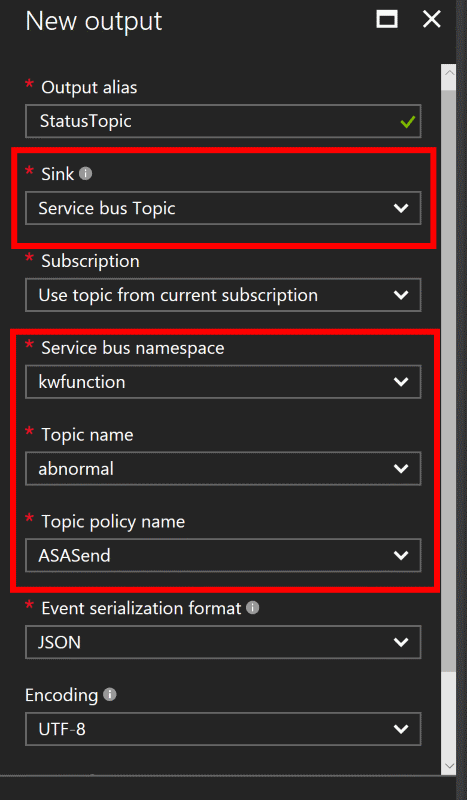 New output
* Output alias
StatusTopic
* Sink
Service bus Topic
* Subscription
Use topic from current subscription
* Service bus namespace
kwfunction
* Topic name
abnormal
* Topic policy name
ASASend
* Event serialization format
JSON
Encoding
UTF-8